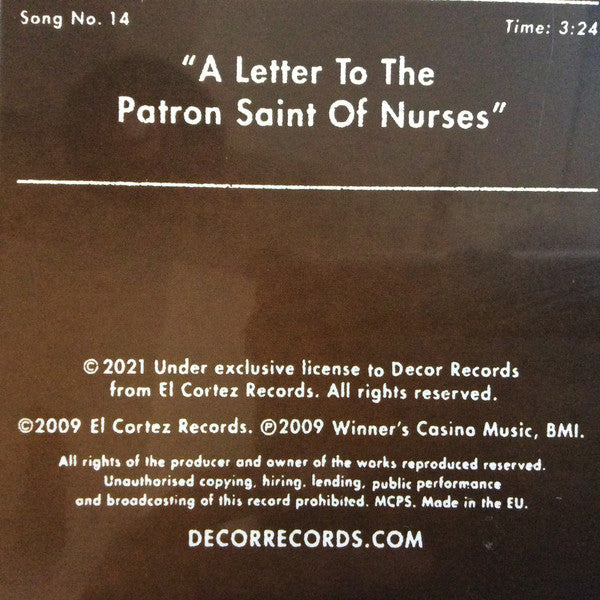 Song No. 14
Time: 3:24
"A Letter To The
Patron Saint Of Nurses"
©2021 Under exclusive license to Decor Records
from El Cortez Records. All rights reserved.
©2009 El Cortez Records. ℗2009 Winner's Casino Music, BMI.
All rights of the producer and owner of the works reproduced reserved.
Unauthorised copying, hiring, lending, public performance
and broadcasting of this record prohibited. MCPS. Made in the EU.
DECORRECORDS.COM